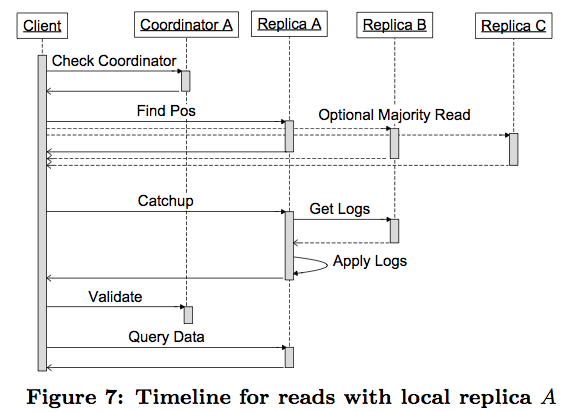 Client
Coordinator A
Replica A
Replica B
Replica C
Check Coordinator
Find Pos
Optional Majority Read
Catchup
Get Logs
Apply Logs
Validate
Query Data
Figure 7: Timeline for reads with local replica A